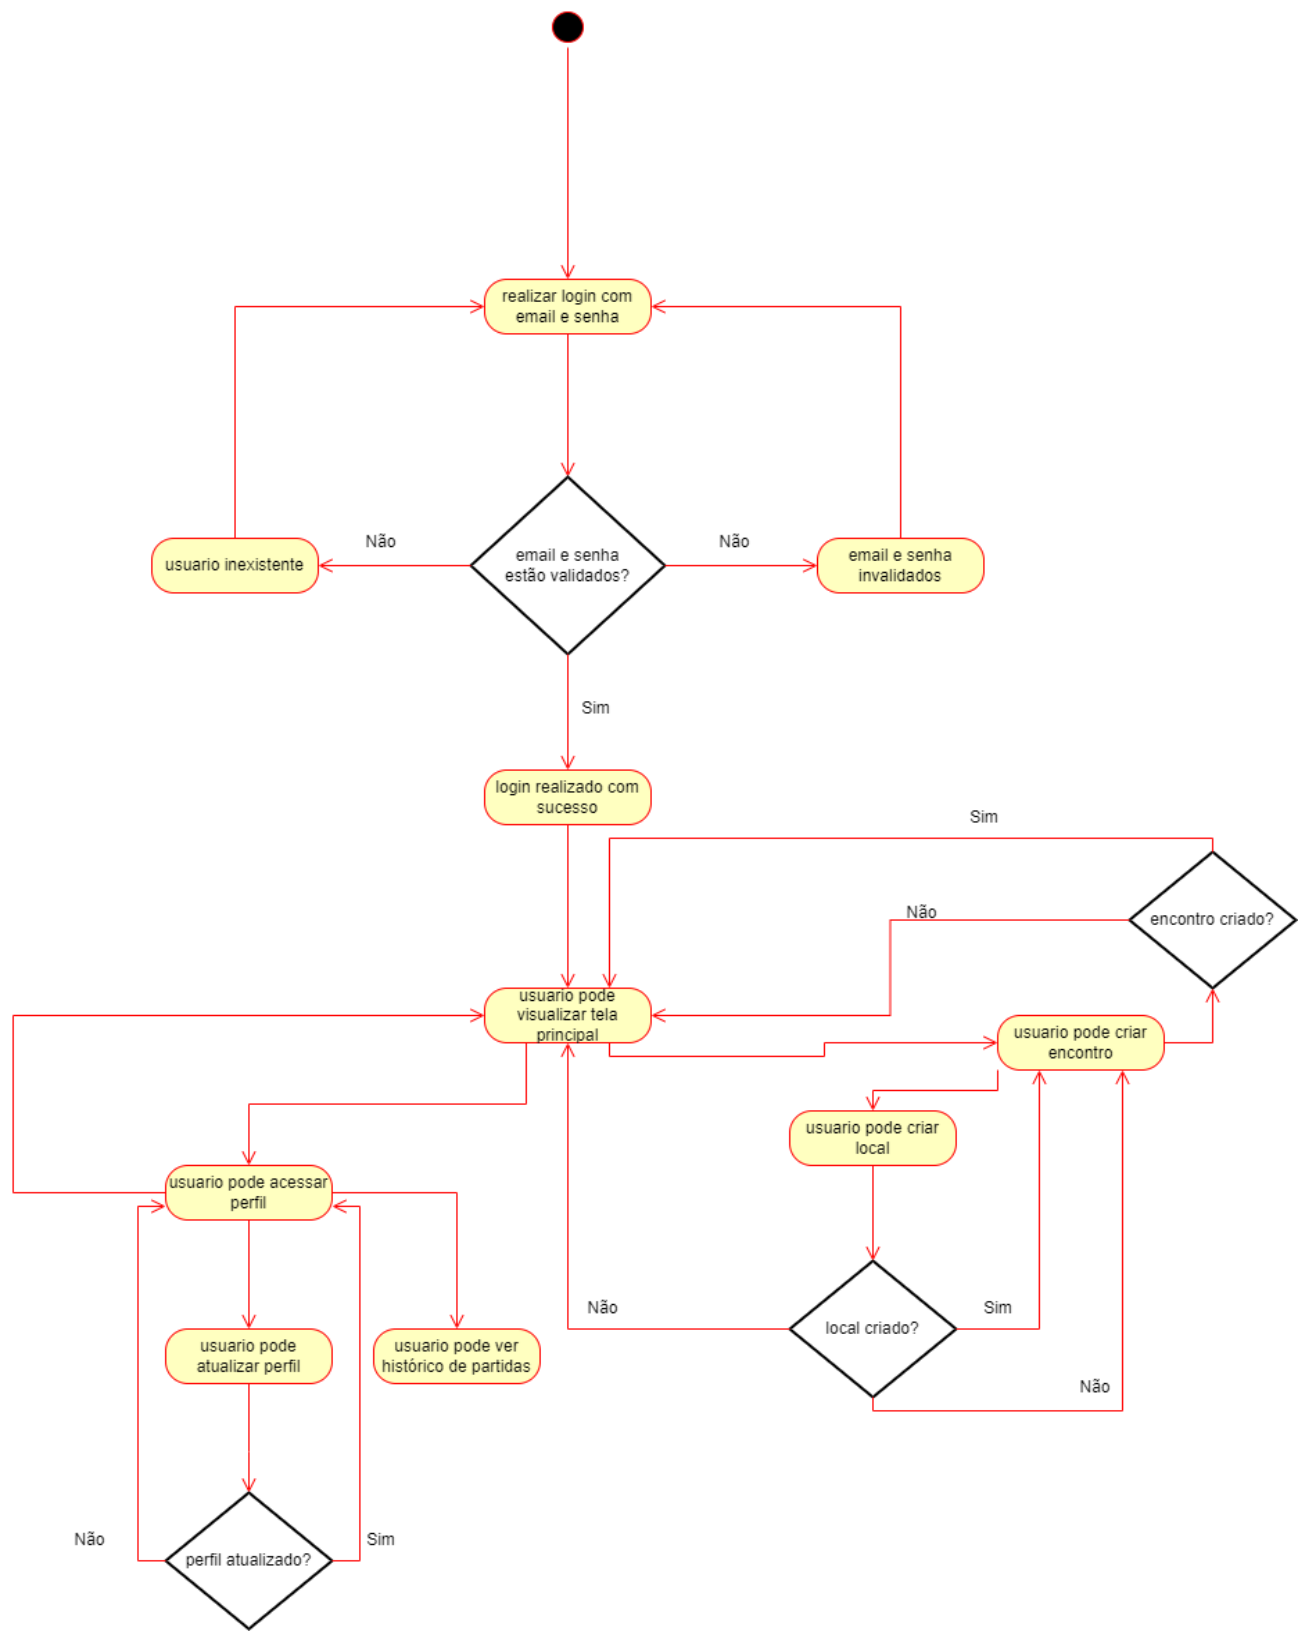 realizar login com
email e senha
Não
Não
usuario inexistente
email e senha
estão validados?
email e senha
invalidados
Sim
login realizado com
sucesso
Sim
Não
encontro criado?
usuario pode
visualizar tela
principal
usuario pode criar
encontro
usuario pode criar
local
usuario pode acessar
perfil
Não
Sim
local criado?
usuario pode
atualizar perfil
usuario pode ver
histórico de partidas
Não
Não
Sim
perfil atualizado?